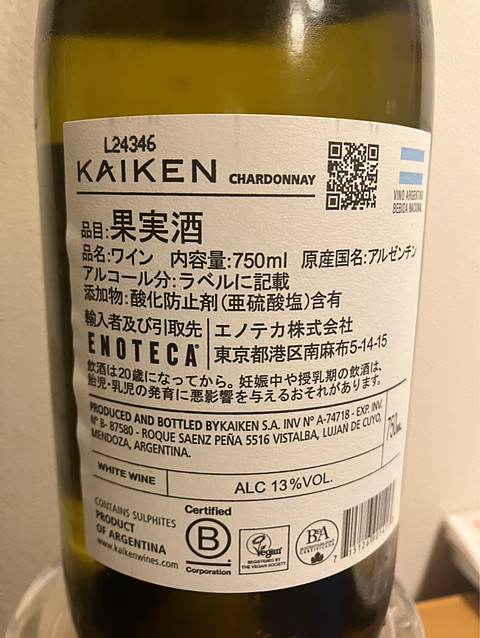 L24346
KAIKEN CHARDONNAY
VINO ARGENTINO
BEBIDA NACIONAL
品目:果実酒
品名:ワイン 内容量:750ml 原産国名:アルゼンチン
アルコール分:ラベルに記載
添加物:酸化防止剤(亜硫酸塩)含有
輸入者及び引取先 エノテカ株式会社
ENOTECA® 東京都港区南麻布5-14-15
飲酒は20歳になってから。妊娠中や授乳期の飲酒は、
胎児・乳児の発育に悪影響を与えるおそれがあります。
PRODUCED AND BOTTLED BY KAIKEN S.A. INV Nº A-74718 - EXP. INV.
Nº B- 87580 - ROQUE SAENZ PEÑA 5516 VISTALBA, LUJAN DE CUYO,
MENDOZA, ARGENTINA.
750mL
WHITE WINE
ALC 13%VOL.
CONTAINS SULPHITES
PRODUCT
OF ARGENTINA
www.kaikenwines.com
Certified
B
Corporation
Vegan
REGISTERED BY
THE VEGAN SOCIETY